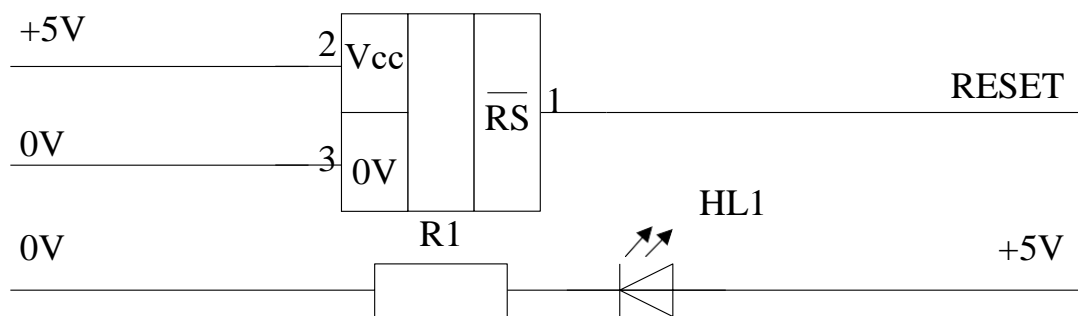 +5V
2
Vcc
RS
1
RESET
0V
3
0V
R1
HL1
0V
+5V